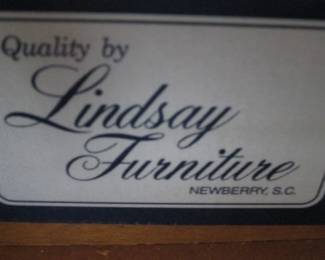 Quality by
Lindsay
Furniture
NEWBERRY, S.C.